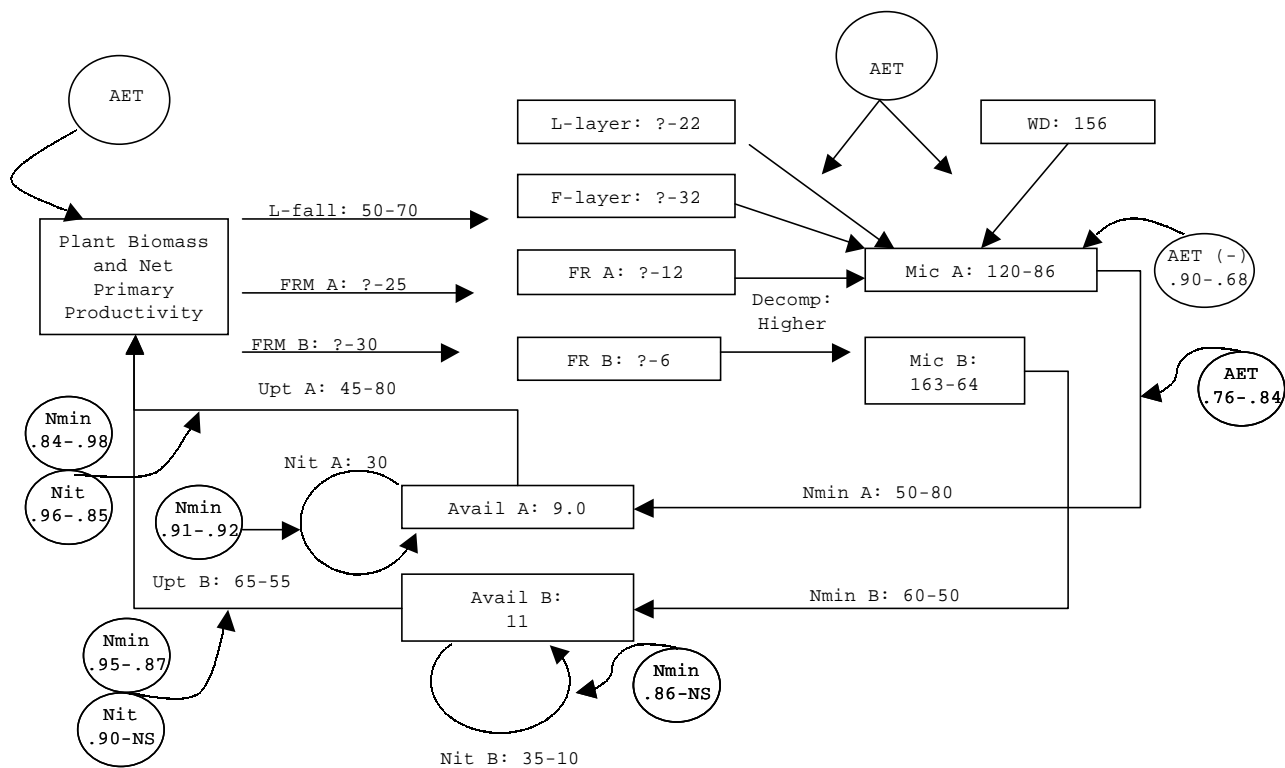 AET
AET
L-layer: ?-22
WD: 156
F-layer: ?-32
L-fall: 50-70
Plant Biomass
and Net
Primary
Productivity
FR A: ?-12
Mic A: 120-86
AET (-)
.90-.68
FRM A: ?-25
Decomp:
Higher
FRM B: ?-30
FR B: ?-6
Mic B:
163-64
AET
.76-.84
Upt A: 45-80
Nmin
.84-.98
Nit
.96-.85
Nit A: 30
Nmin
.91-.92
Avail A: 9.0
Nmin A: 50-80
Upt B: 65-55
Avail B:
11
Nmin B: 60-50
Nmin
.95-.87
Nit
.90-NS
Nmin
.86-NS
Nit B: 35-10